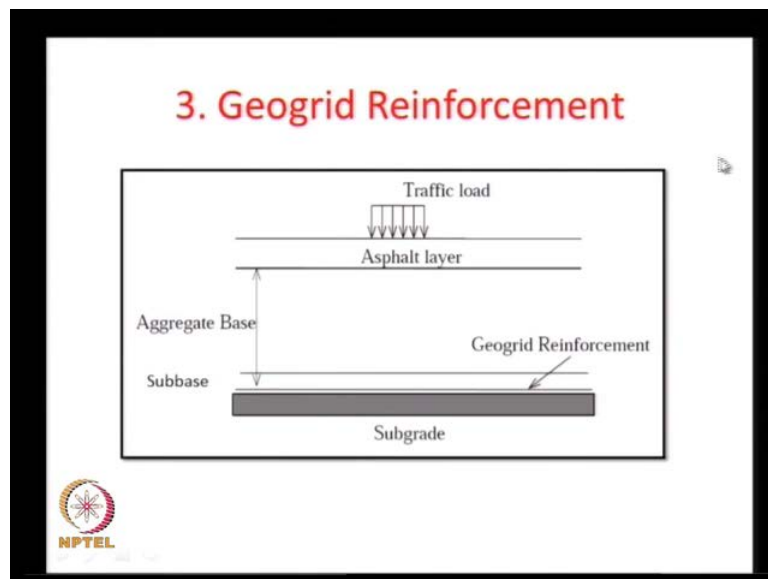 3. Geogrid Reinforcement
Traffic load
Asphalt layer
Aggregate Base
Geogrid Reinforcement
Subbase
Subgrade
NPTEL